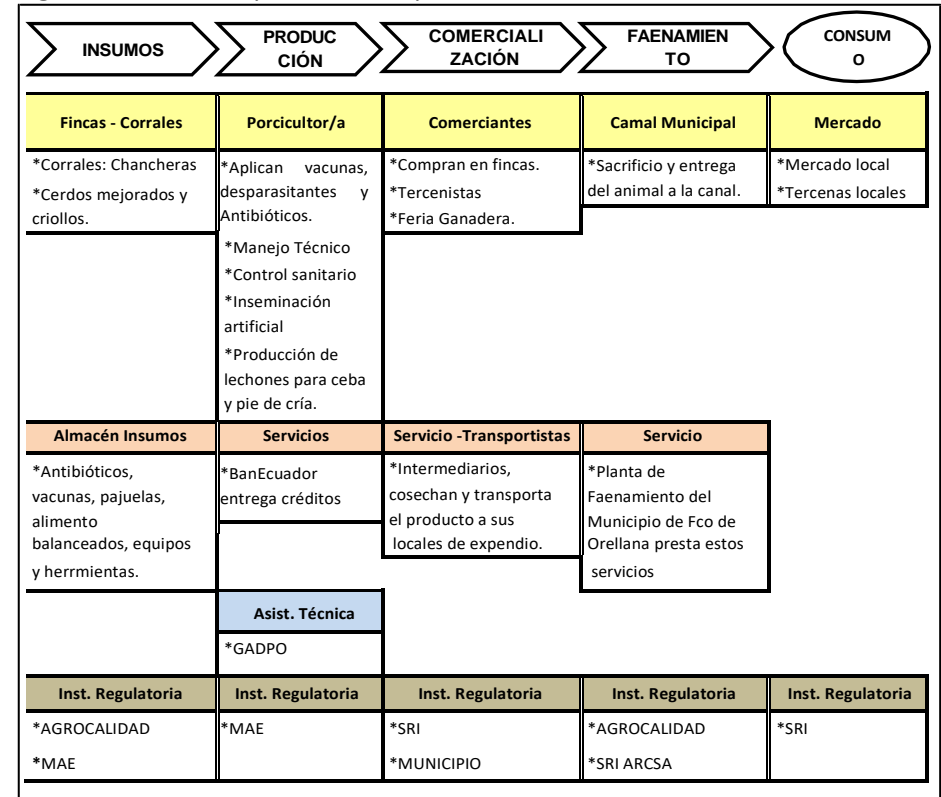 INSUMOS
PRODUC
CIÓN
COMERCIALI
ZACIÓN
FAENAMIEN
TO
CONSUM
O
Fincas - Corrales
Porcicultor/a
Comerciantes
Camal Municipal
Mercado
*Corrales: Chancheras
*Cerdos mejorados y
criollos.
*Aplican vacunas,
desparasitantes y
Antibióticos.
*Manejo Técnico
*Control sanitario
*Inseminación
artificial
*Producción de
lechones para ceba
y pie de cría.
*Compran en fincas.
*Tercenistas
*Feria Ganadera.
*Sacrificio y entrega
del animal a la canal.
*Mercado local
*Tercenas locales
Almacén Insumos
Servicios
Servicio -Transportistas
Servicio
*Antibióticos,
vacunas, pajuelas,
alimento
balanceados, equipos
y herrmientas.
*BanEcuador
entrega créditos
*Intermediarios,
cosechan y transporta
el producto a sus
locales de expendio.
*Planta de
Faenamiento del
Municipio de Fco de
Orellana presta estos
servicios
Asist. Técnica
*GADPO
Inst. Regulatoria
Inst. Regulatoria
Inst. Regulatoria
Inst. Regulatoria
Inst. Regulatoria
*AGROCALIDAD
*MAE
*MAE
*SRI
*MUNICIPIO
*AGROCALIDAD
*SRI ARCSA
*SRI